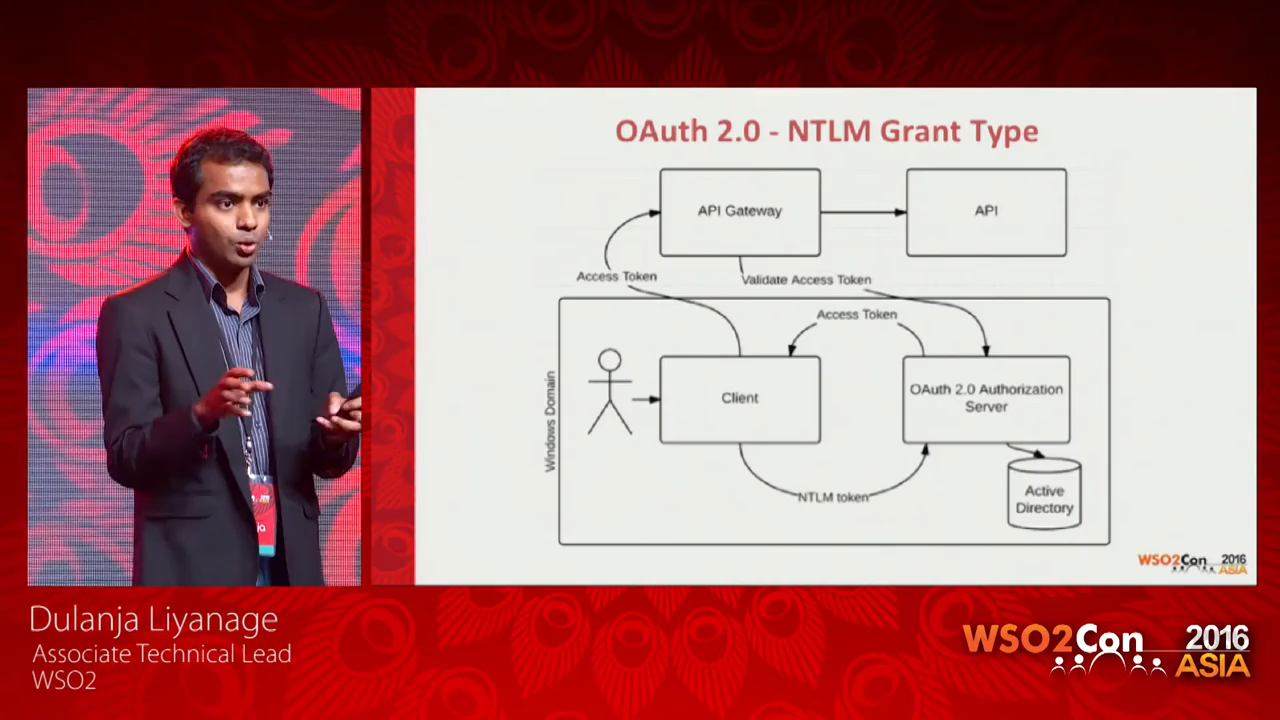 OAuth 2.0 - NTLM Grant Type
API Gateway
API
Access Token
Validate Access Token
Access Token
Windows Domain
Client
OAuth 2.0 Authorization
Server
NTLM token
Active
Directory
WSO2Con 2016
ASIA
Dulanja Liyanage
Associate Technical Lead
WSO2
WSO2Con 2016
ASIA